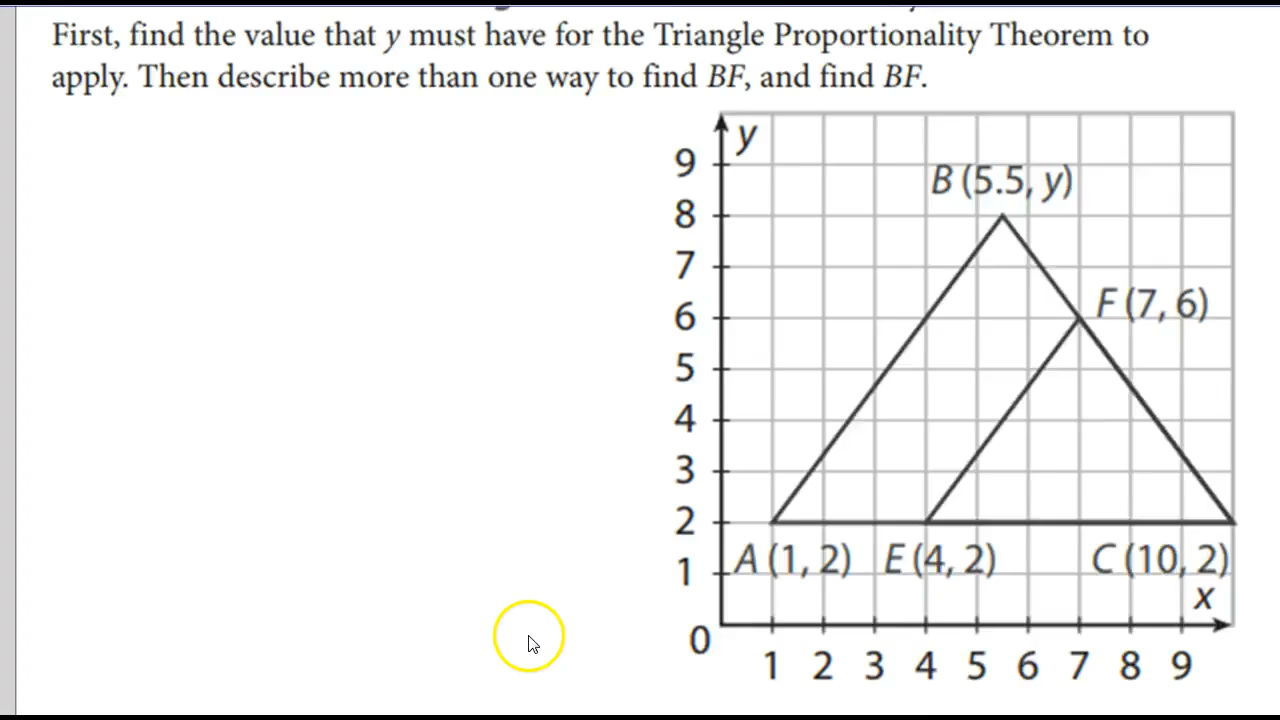 First, find the value that y must have for the Triangle Proportionality Theorem to
apply. Then describe more than one way to find BF, and find BF.
y
9
B (5.5, y)
8
7
F (7, 6)
6
5
4
3
2
A (1, 2) E (4, 2) C (10, 2)
1
x
0
1 2 3 4 5 6 7 8 9